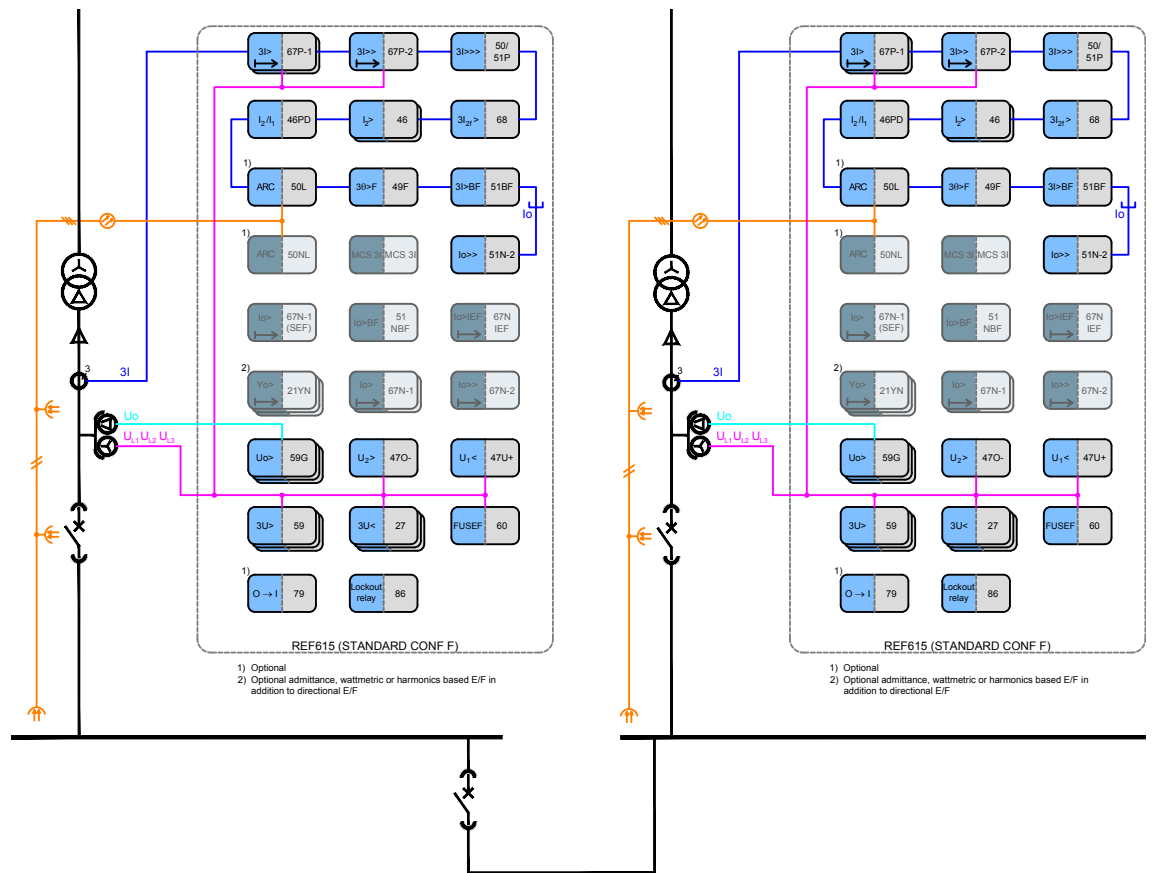 3I> 67P-1 3I>> 67P-2 3I>>> 50/ 51P
I2/I1 46PD I2> 46 3I2f> 68
1)
ARC 50L 3θ>F 49F 3I>BF 51BF
Io
1)
ARC 50NL MCS 3I MCS 3I Io>> 51N-2
Io> 67N-1 (SEF) Io>BF 51 NBF Io>IEF 67N IEF
3
3I
2)
Yo> 21YN Io> 67N-1 Io>> 67N-2
Uo
UL1 UL2 UL3
Uo> 59G U2> 47O- U1< 47U+
3U> 59 3U< 27 FUSEF 60
1)
O → I 79 Lockout relay 86
REF615 (STANDARD CONF F)
1) Optional
2) Optional admittance, wattmetric or harmonics based E/F in
addition to directional E/F
3I> 67P-1 3I>> 67P-2 3I>>> 50/ 51P
I2/I1 46PD I2> 46 3I2f> 68
1)
ARC 50L 3θ>F 49F 3I>BF 51BF
Io
1)
ARC 50NL MCS 3I MCS 3I Io>> 51N-2
Io> 67N-1 (SEF) Io>BF 51 NBF Io>IEF 67N IEF
3
3I
2)
Yo> 21YN Io> 67N-1 Io>> 67N-2
Uo
UL1 UL2 UL3
Uo> 59G U2> 47O- U1< 47U+
3U> 59 3U< 27 FUSEF 60
1)
O → I 79 Lockout relay 86
REF615 (STANDARD CONF F)
1) Optional
2) Optional admittance, wattmetric or harmonics based E/F in
addition to directional E/F